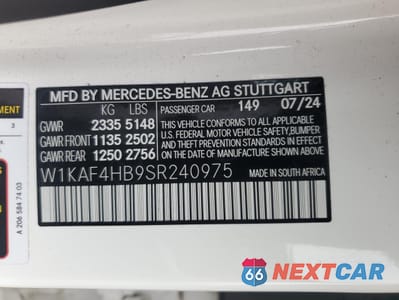 MFD BY MERCEDES-BENZ AG STUTTGART
KG LBS PASSENGER CAR 149 07/24
GVWR 2335 5148 THIS VEHICLE CONFORMS TO ALL APPLICABLE
GAWR FRONT 1135 2502 U.S. FEDERAL MOTOR VEHICLE SAFETY, BUMPER
GAWR REAR 1250 2756 AND THEFT PREVENTION STANDARDS IN EFFECT
ON THE DATE OF MANUFACTURE SHOWN ABOVE.
W1KAF4HB9SR240975 MADE IN SOUTH AFRICA
3
A 206 584 74 03
66 NEXTCAR